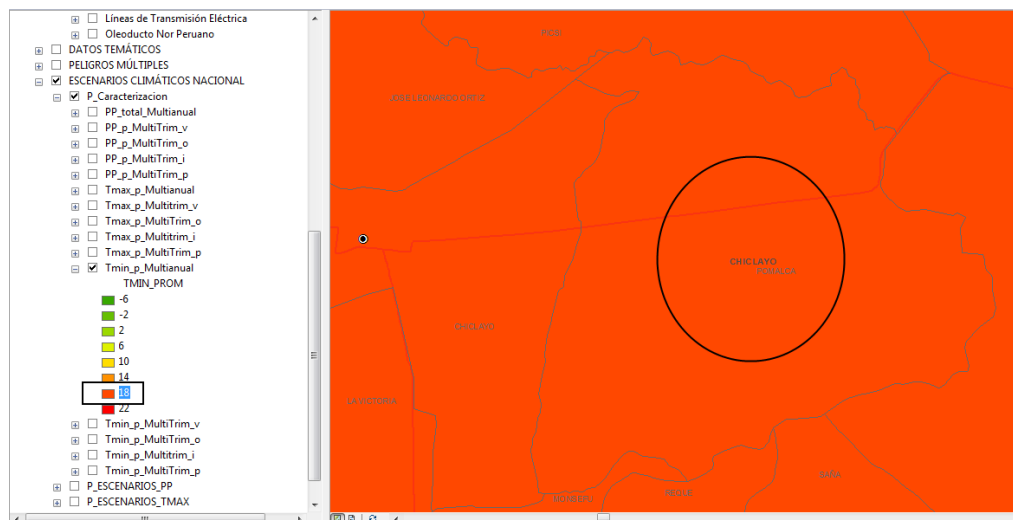 Líneas de Transmisión Eléctrica
Oleoducto Nor Peruano
DATOS TEMÁTICOS
PELIGROS MÚLTIPLES
ESCENARIOS CLIMÁTICOS NACIONAL
P_Caracterizacion
PP_total_Multianual
PP_p_MultiTrim_v
PP_p_MultiTrim_o
PP_p_MultiTrim_i
PP_p_MultiTrim_p
Tmax_p_Multianual
Tmax_p_Multitrim_v
Tmax_p_MultiTrim_o
Tmax_p_Multitrim_i
Tmax_p_MultiTrim_p
Tmin_p_Multianual
TMIN_PROM
-6
-2
2
6
10
14
18
22
Tmin_p_MultiTrim_v
Tmin_p_MultiTrim_o
Tmin_p_Multitrim_i
Tmin_p_MultiTrim_p
P_ESCENARIOS_PP
P_ESCENARIOS_TMAX
PICSI
JOSE LEONARDO ORTIZ
CHICLAYO
POMALCA
CHICLAYO
LA VICTORIA
SAÑA
REQUE
MONSEFU